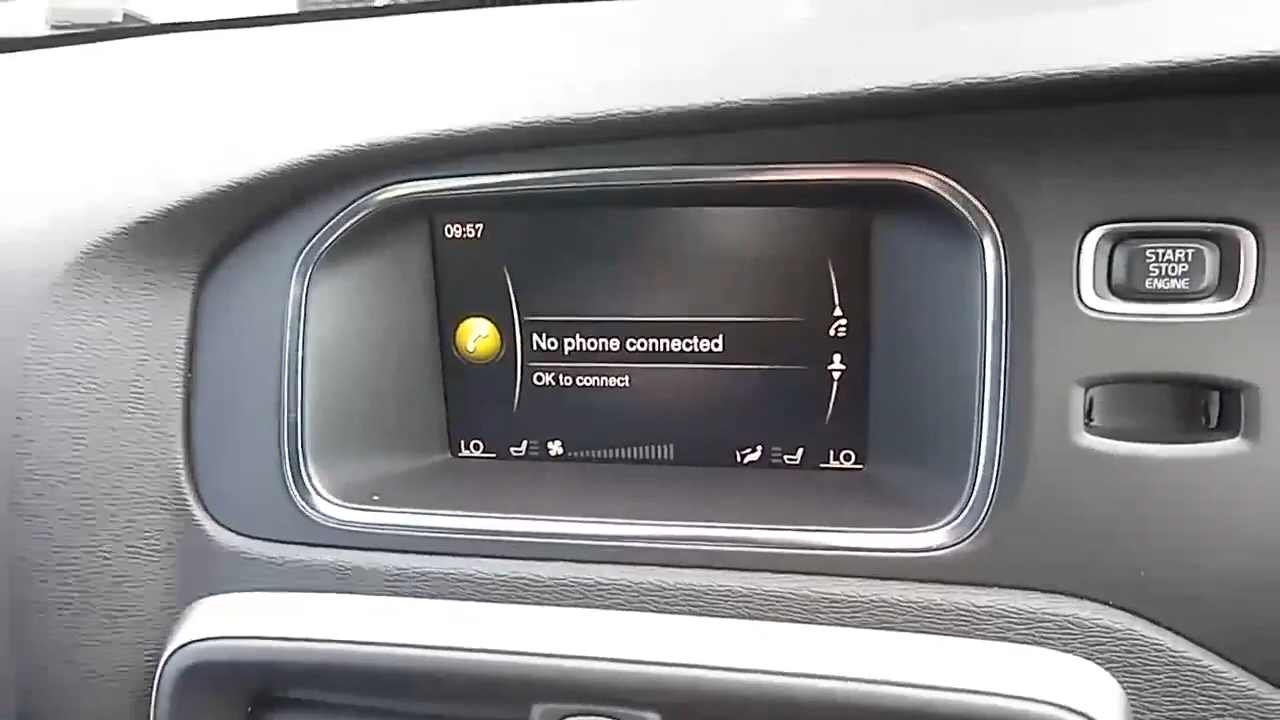 09:57
No phone connected
OK to connect
LO
LO
START
STOP
ENGINE